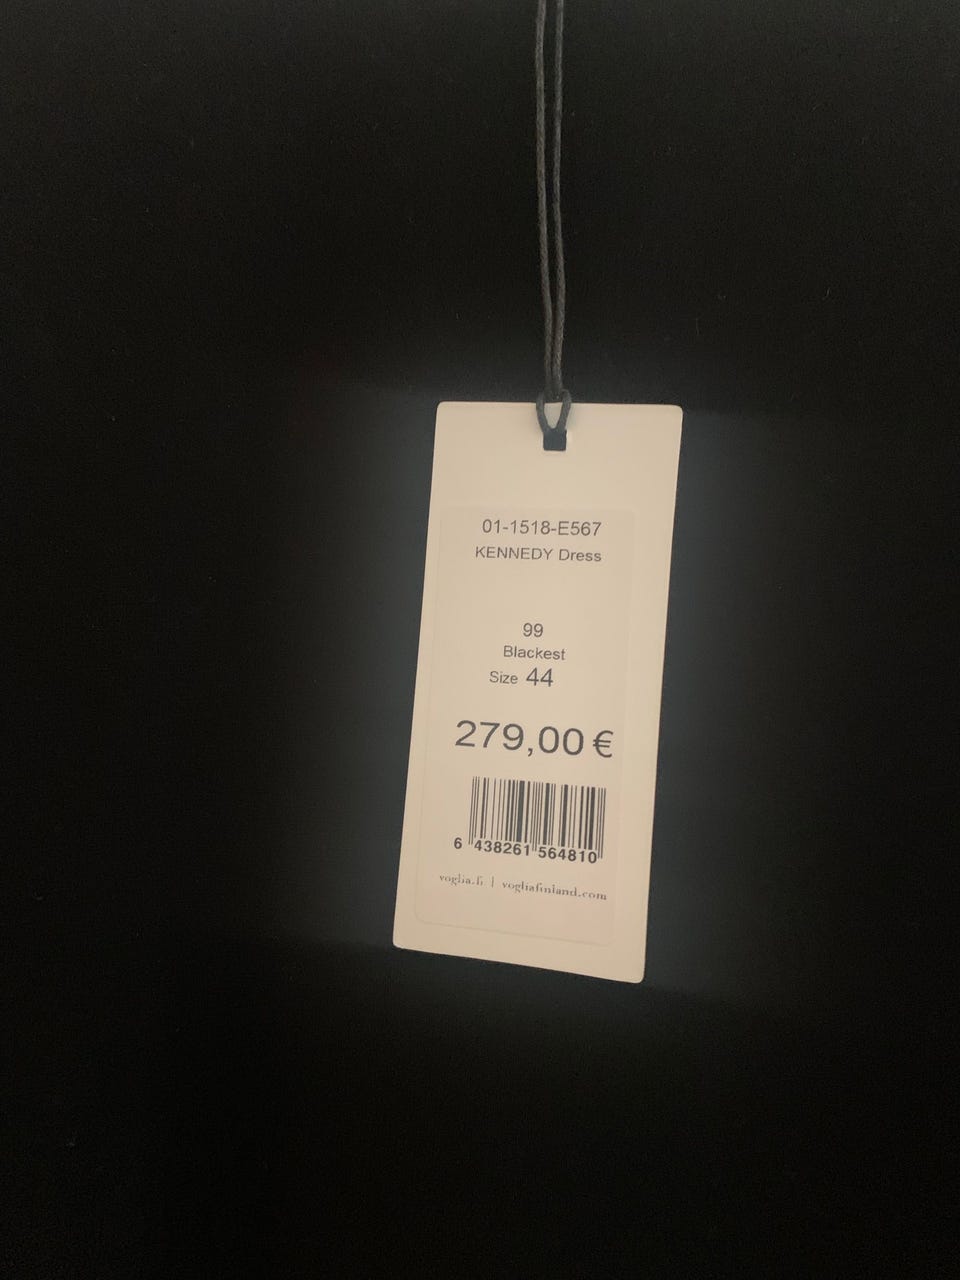 01-1518-E567
KENNEDY Dress
99
Blackest
Size 44
279,00 €
6 438261 564810
voglia.fi | vogliafinland.com